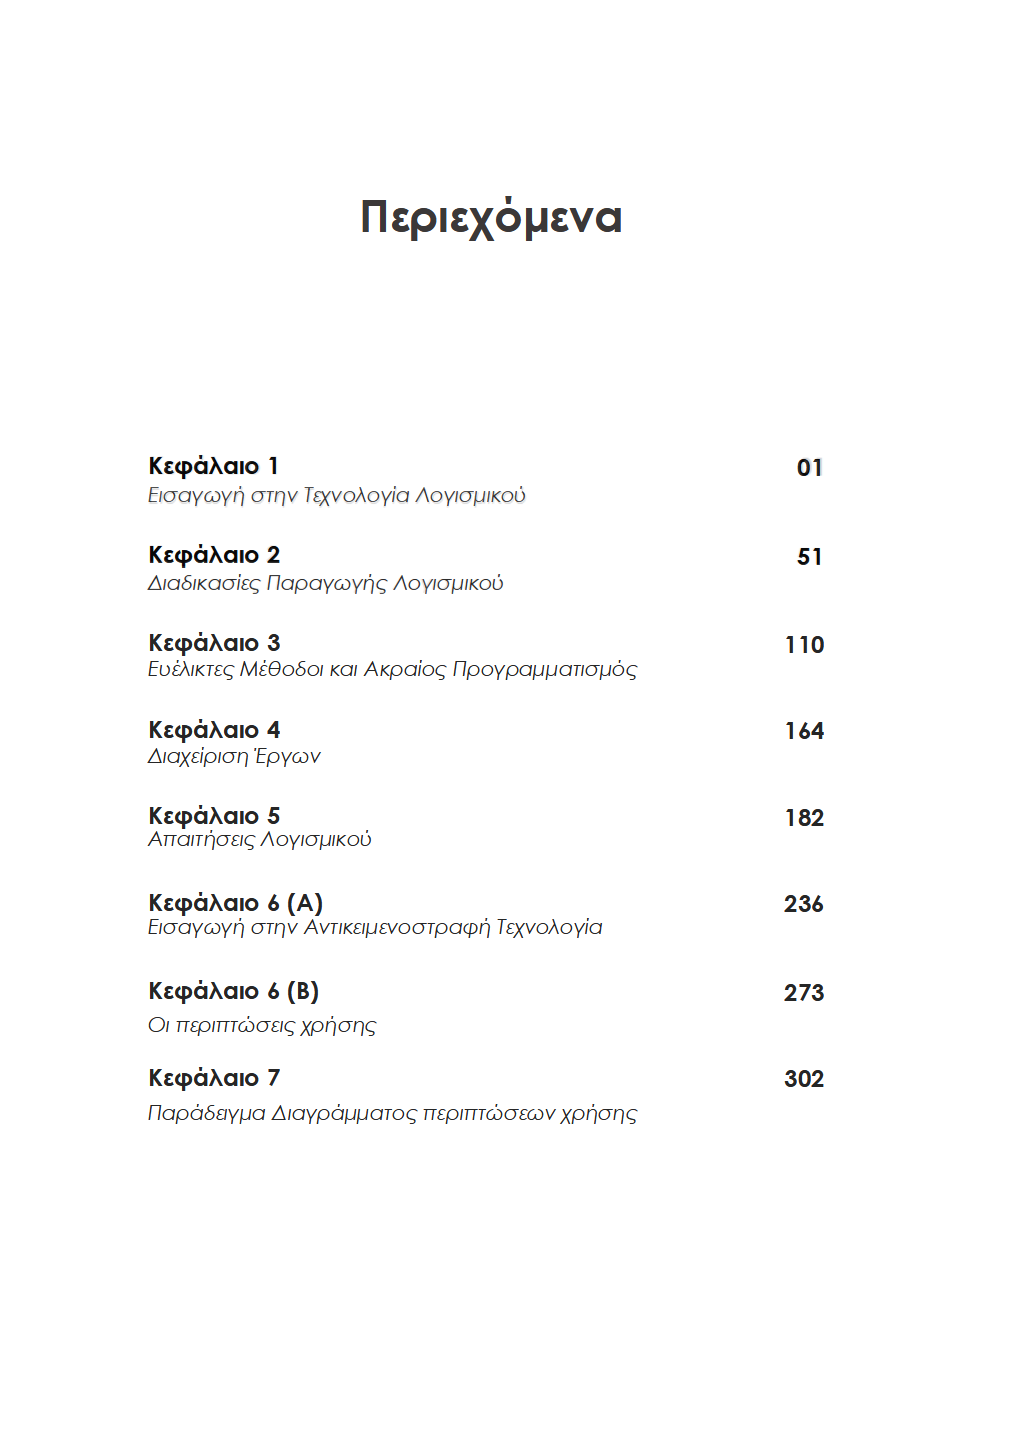 Περιεχόμενα
Κεφάλαιο 1 01
Εισαγωγή στην Τεχνολογία Λογισμικού
Κεφάλαιο 2 51
Διαδικασίες Παραγωγής Λογισμικού
Κεφάλαιο 3 110
Ευέλικτες Μέθοδοι και Ακραίος Προγραμματισμός
Κεφάλαιο 4 164
Διαχείριση Έργων
Κεφάλαιο 5 182
Απαιτήσεις Λογισμικού
Κεφάλαιο 6 (Α) 236
Εισαγωγή στην Αντικειμενοστραφή Τεχνολογία
Κεφάλαιο 6 (Β) 273
Οι περιπτώσεις χρήσης
Κεφάλαιο 7 302
Παράδειγμα Διαγράμματος περιπτώσεων χρήσης